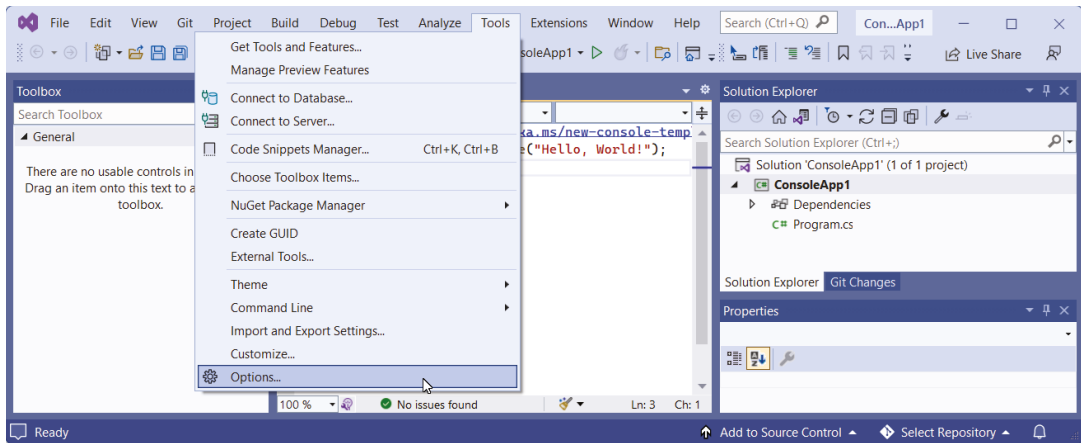 File Edit View Git Project Build Debug Test Analyze Tools Extensions Window Help Search (Ctrl+Q) Con...App1
soleApp1 Live Share
Get Tools and Features...
Manage Preview Features
Connect to Database...
Connect to Server...
Code Snippets Manager... Ctrl+K, Ctrl+B
Choose Toolbox Items...
NuGet Package Manager
Create GUID
External Tools...
Theme
Command Line
Import and Export Settings...
Customize...
Options...
Toolbox
Search Toolbox
General
There are no usable controls in
Drag an item onto this text to a
toolbox.
ka.ms/new-console-temp
e("Hello, World!");
100 % No issues found Ln: 3 Ch: 1
Solution Explorer
Search Solution Explorer (Ctrl+;)
Solution 'ConsoleApp1' (1 of 1 project)
C# ConsoleApp1
Dependencies
C# Program.cs
Solution Explorer Git Changes
Properties
Ready Add to Source Control Select Repository